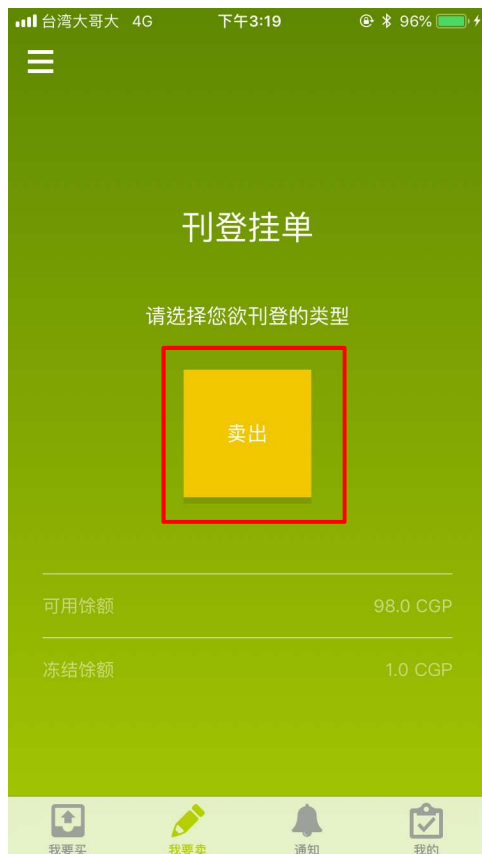 台湾大哥大 4G 下午3:19 96%
刊登挂单
请选择您欲刊登的类型
卖出
可用馀额 98.0 CGP
冻结馀额 1.0 CGP
我要买 我要卖 通知 我的